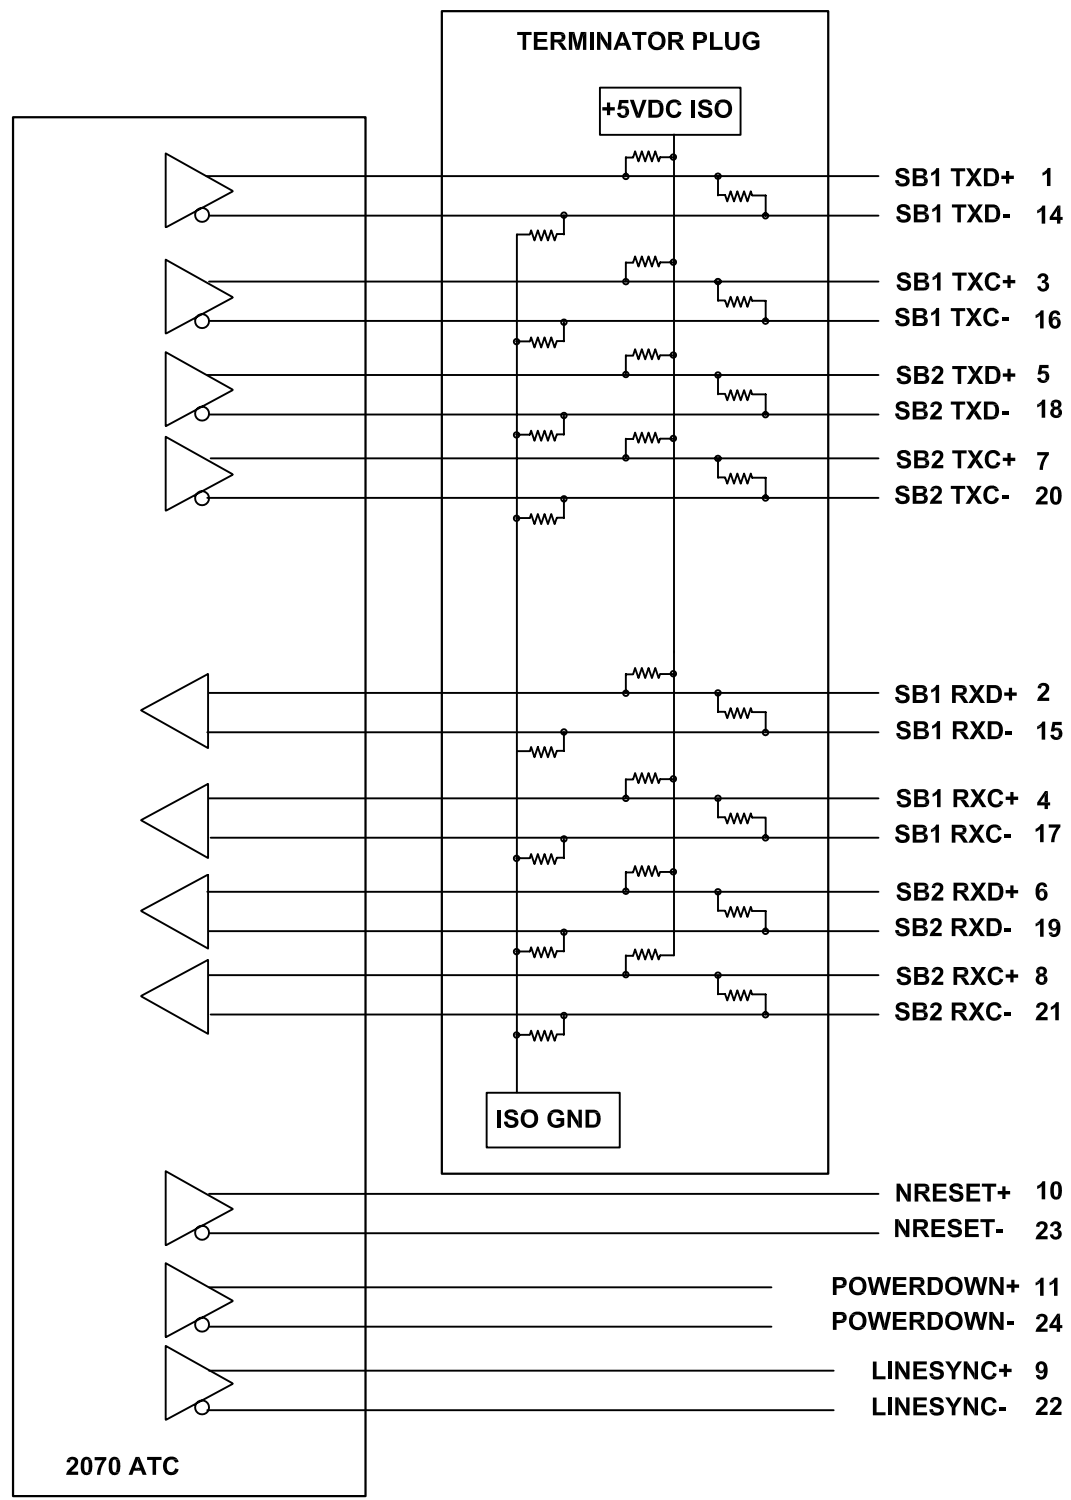 TERMINATOR PLUG
+5VDC ISO
SB1 TXD+ 1
SB1 TXD- 14
SB1 TXC+ 3
SB1 TXC- 16
SB2 TXD+ 5
SB2 TXD- 18
SB2 TXC+ 7
SB2 TXC- 20
SB1 RXD+ 2
SB1 RXD- 15
SB1 RXC+ 4
SB1 RXC- 17
SB2 RXD+ 6
SB2 RXD- 19
SB2 RXC+ 8
SB2 RXC- 21
ISO GND
NRESET+ 10
NRESET- 23
POWERDOWN+ 11
POWERDOWN- 24
LINESYNC+ 9
LINESYNC- 22
2070 ATC